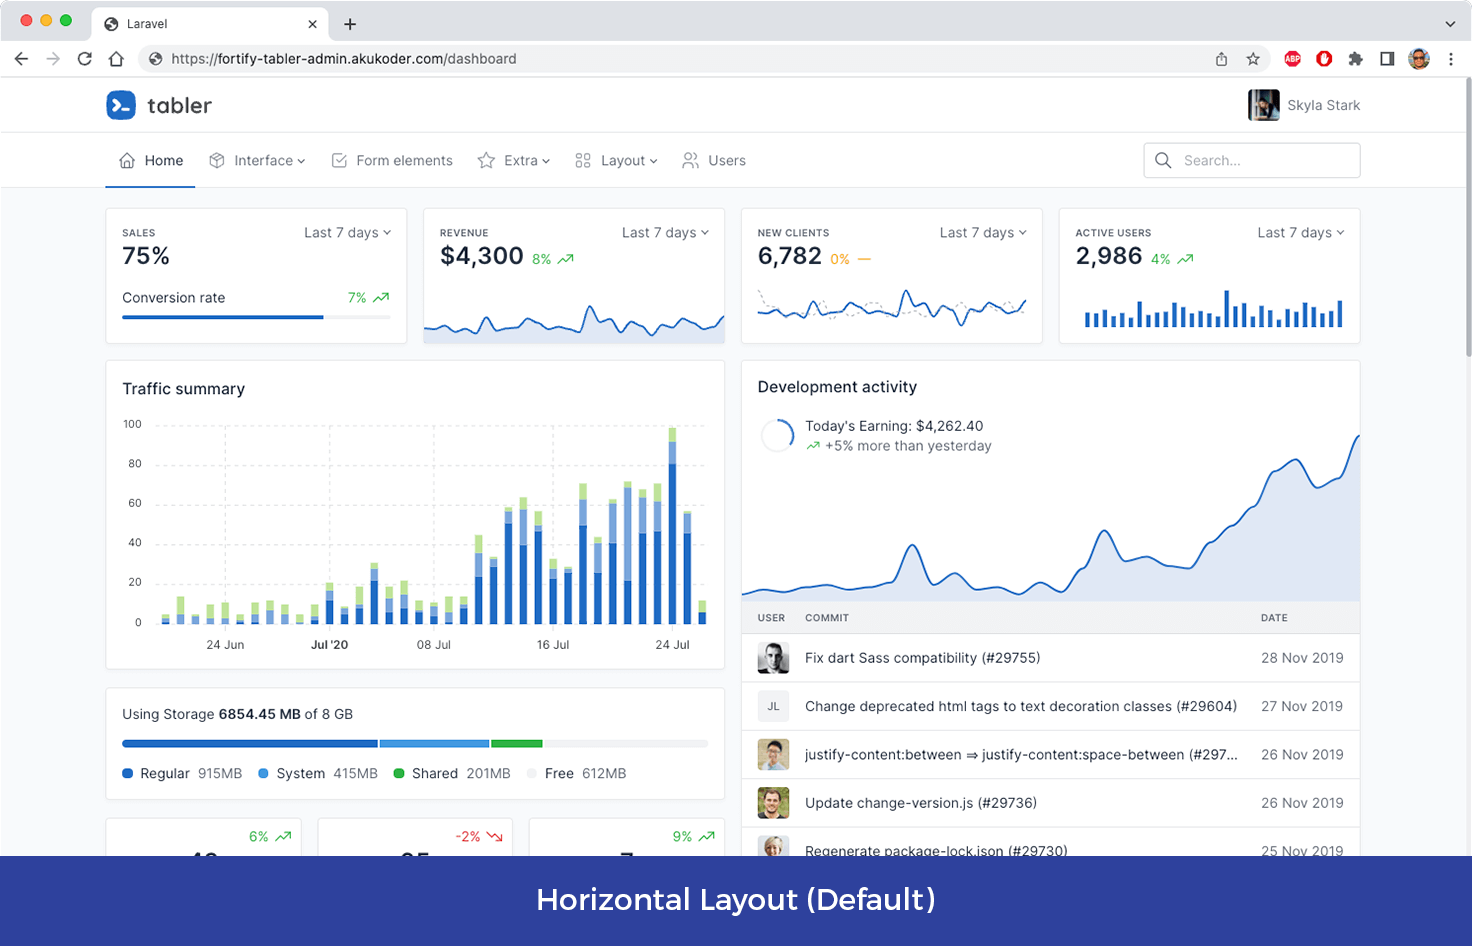 Laravel
https://fortify-tabler-admin.akukoder.com/dashboard
ABP
tabler
Skyla Stark
Home
Interface
Form elements
Extra
Layout
Users
Search...
SALES
Last 7 days
75%
Conversion rate
7%
REVENUE
Last 7 days
$4,300
8%
NEW CLIENTS
Last 7 days
6,782
0%
ACTIVE USERS
Last 7 days
2,986
4%
Traffic summary
100
80
60
40
20
0
24 Jun
Jul '20
08 Jul
16 Jul
24 Jul
Development activity
Today's Earning: $4,262.40
+5% more than yesterday
USER COMMIT DATE
Fix dart Sass compatibility (#29755) 28 Nov 2019
JL Change deprecated html tags to text decoration classes (#29604) 27 Nov 2019
justify-content:between ⇒ justify-content:space-between (#297... 26 Nov 2019
Update change-version.js (#29736) 26 Nov 2019
Regenerate package-lock.json (#29730) 25 Nov 2019
Using Storage 6854.45 MB of 8 GB
Regular 915MB
System 415MB
Shared 201MB
Free 612MB
6%
-2%
9%
Horizontal Layout (Default)